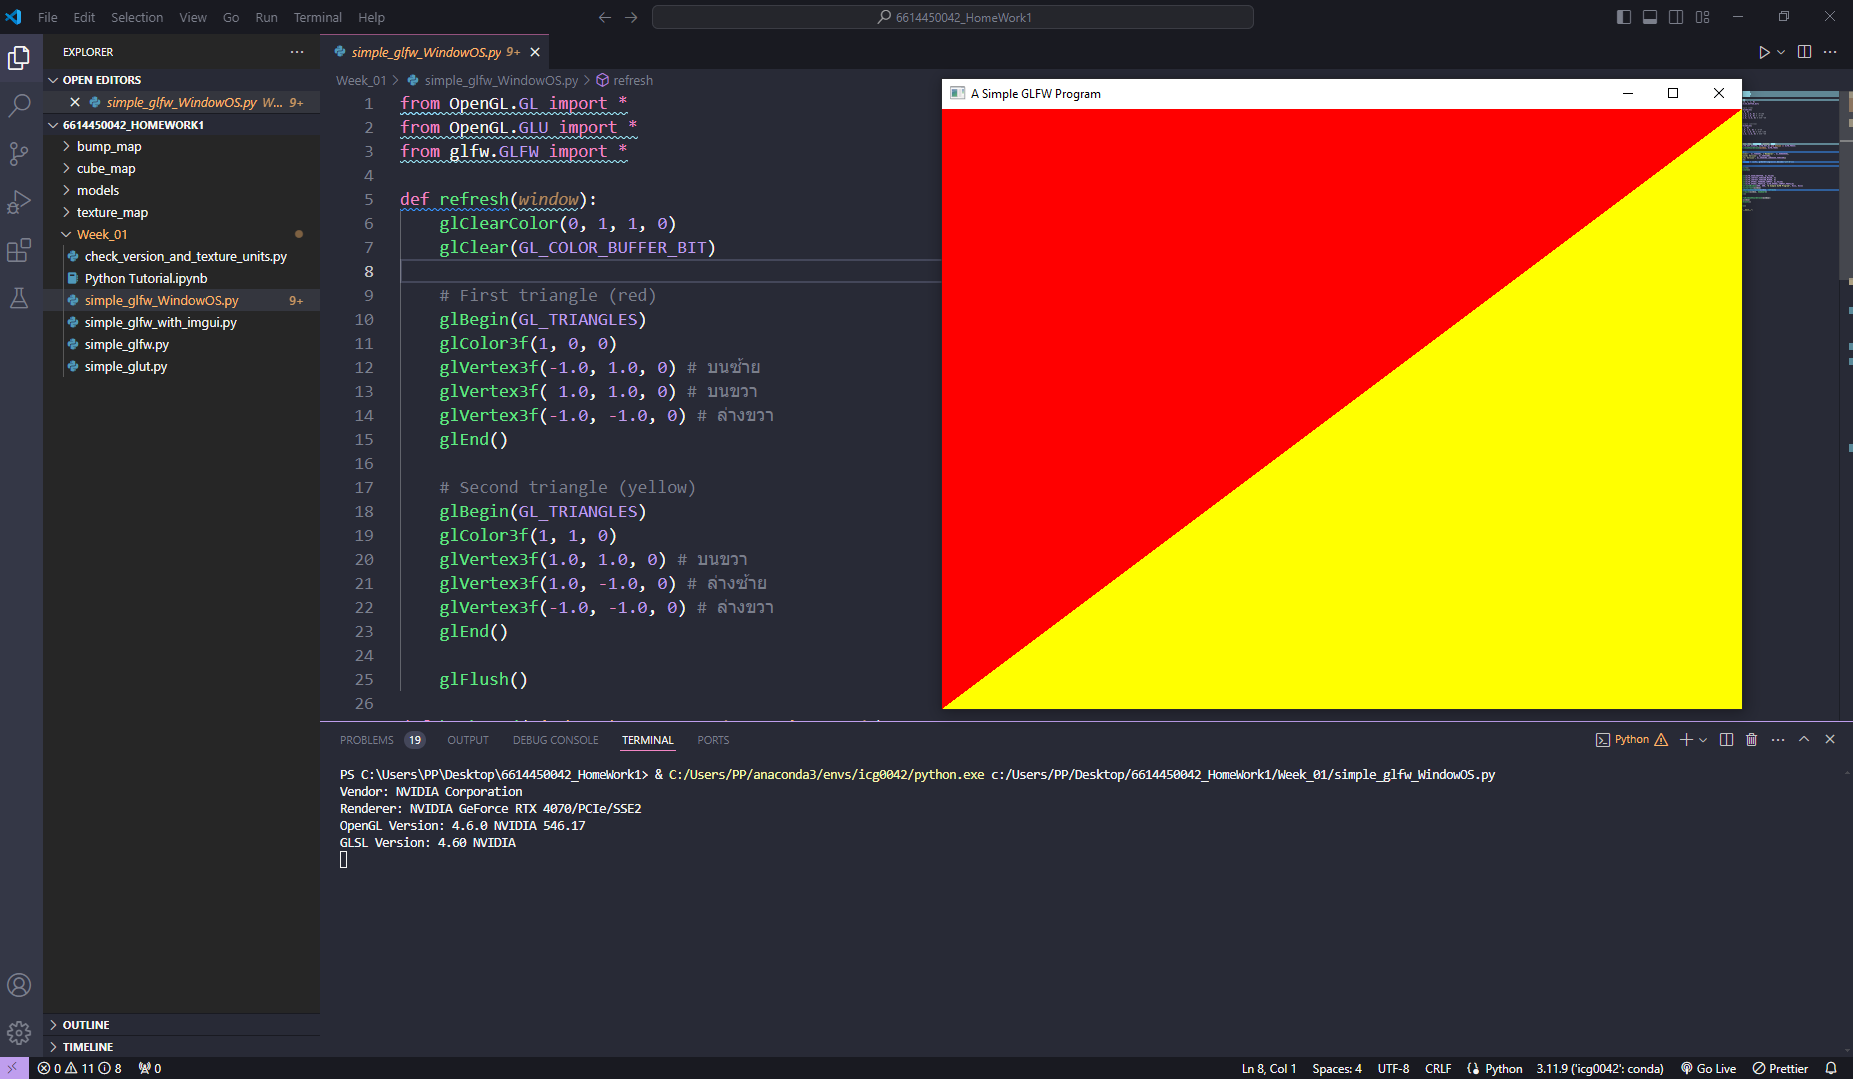 File Edit Selection View Go Run Terminal Help
6614450042_HomeWork1
EXPLORER
OPEN EDITORS
simple_glfw_WindowOS.py W... 9+
6614450042_HOMEWORK1
bump_map
cube_map
models
texture_map
Week_01
check_version_and_texture_units.py
Python Tutorial.ipynb
simple_glfw_WindowOS.py 9+
simple_glfw_with_imgui.py
simple_glfw.py
simple_glut.py
OUTLINE
TIMELINE
simple_glfw_WindowOS.py 9+
Week_01 > simple_glfw_WindowOS.py > refresh
1 from OpenGL.GL import *
2 from OpenGL.GLU import *
3 from glfw.GLFW import *
4
5 def refresh(window):
6 glClearColor(0, 1, 1, 0)
7 glClear(GL_COLOR_BUFFER_BIT)
8
9 # First triangle (red)
10 glBegin(GL_TRIANGLES)
11 glColor3f(1, 0, 0)
12 glVertex3f(-1.0, 1.0, 0) # บนซ้าย
13 glVertex3f( 1.0, 1.0, 0) # บนขวา
14 glVertex3f(-1.0, -1.0, 0) # ล่างขวา
15 glEnd()
16
17 # Second triangle (yellow)
18 glBegin(GL_TRIANGLES)
19 glColor3f(1, 1, 0)
20 glVertex3f(1.0, 1.0, 0) # บนขวา
21 glVertex3f(1.0, -1.0, 0) # ล่างซ้าย
22 glVertex3f(-1.0, -1.0, 0) # ล่างขวา
23 glEnd()
24
25 glFlush()
26
A Simple GLFW Program
PROBLEMS 19 OUTPUT DEBUG CONSOLE TERMINAL PORTS
Python
PS C:\Users\PP\Desktop\6614450042_HomeWork1> & C:/Users/PP/anaconda3/envs/icg0042/python.exe c:/Users/PP/Desktop/6614450042_HomeWork1/Week_01/simple_glfw_WindowOS.py
Vendor: NVIDIA Corporation
Renderer: NVIDIA GeForce RTX 4070/PCIe/SSE2
OpenGL Version: 4.6.0 NVIDIA 546.17
GLSL Version: 4.60 NVIDIA
0 11 8 0
Ln 8, Col 1 Spaces: 4 UTF-8 CRLF Python 3.11.9 ('icg0042': conda) Go Live Prettier